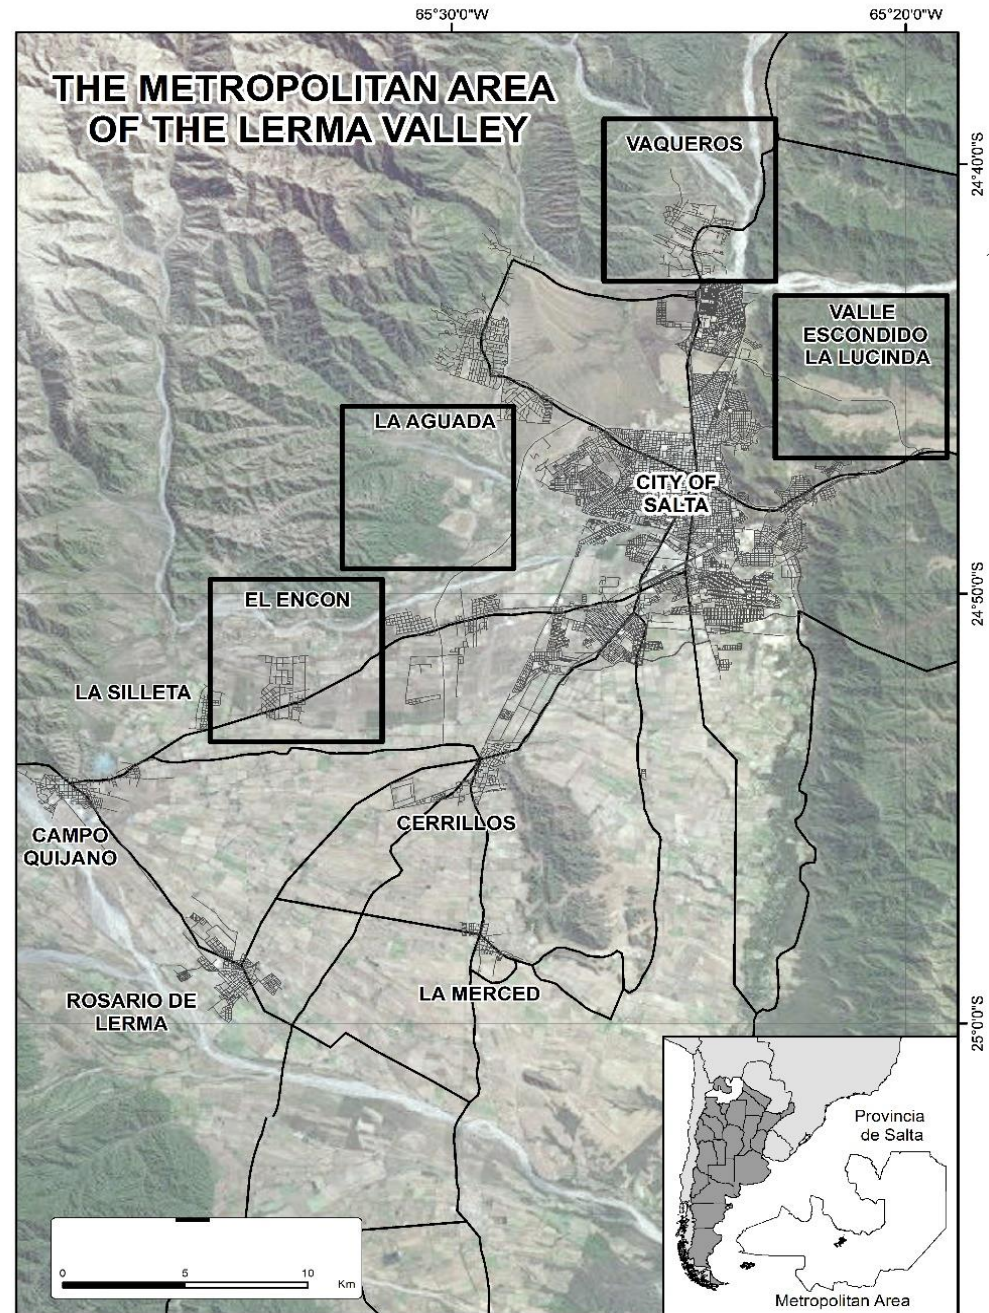 65°30'0"W
65°20'0"W
THE METROPOLITAN AREA
OF THE LERMA VALLEY
VAQUEROS
24°40'0"S
VALLE
ESCONDIDO
LA LUCINDA
LA AGUADA
CITY OF
SALTA
EL ENCON
24°50'0"S
LA SILLETA
CERRILLOS
CAMPO
QUIJANO
LA MERCED
ROSARIO DE
LERMA
25°0'0"S
Provincia
de Salta
0 5 10 Km
Metropolitan Area